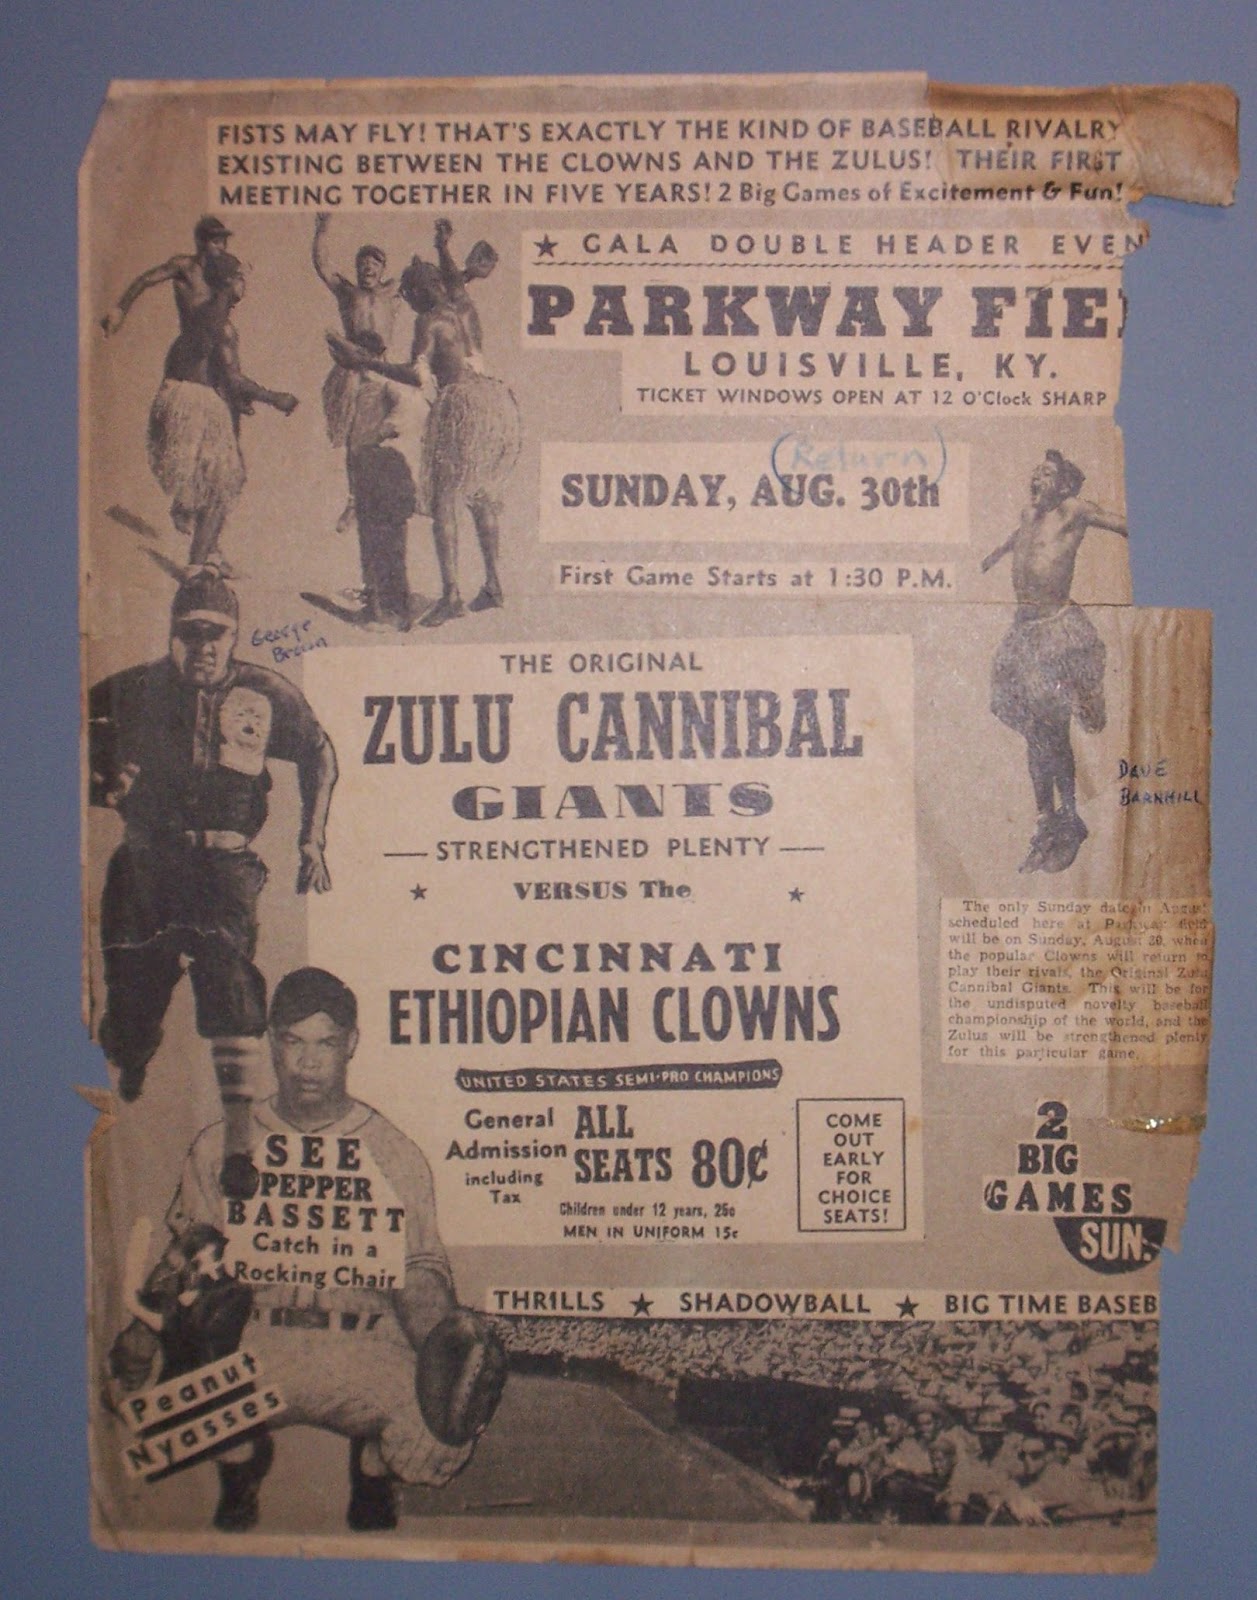 FISTS MAY FLY! THAT'S EXACTLY THE KIND OF BASEBALL RIVALRY
EXISTING BETWEEN THE CLOWNS AND THE ZULUS! THEIR FIRST
MEETING TOGETHER IN FIVE YEARS! 2 Big Games of Excitement & Fun!
★ GALA DOUBLE HEADER EVEN
PARKWAY FIE
LOUISVILLE, KY.
TICKET WINDOWS OPEN AT 12 O'Clock SHARP
(Return)
SUNDAY, AUG. 30th
First Game Starts at 1:30 P.M.
George
Brown
THE ORIGINAL
ZULU CANNIBAL
GIANTS
— STRENGTHENED PLENTY —
★ VERSUS The ★
CINCINNATI
ETHIOPIAN CLOWNS
UNITED STATES SEMI-PRO CHAMPIONS
General
Admission
including
Tax
ALL
SEATS 80¢
Children under 12 years, 25c
MEN IN UNIFORM 15c
COME
OUT
EARLY
FOR
CHOICE
SEATS!
DAVE
BARNHILL
The only Sunday date in August
scheduled here at Parkway field
will be on Sunday, August 30, when
the popular Clowns will return to
play their rivals, the Original Zulu
Cannibal Giants. This will be for
the undisputed novelty baseball
championship of the world, and the
Zulus will be strengthened plenty
for this particular game.
2
BIG
GAMES
SUN.
SEE
PEPPER
BASSETT
Catch in a
Rocking Chair
Peanut
Nyasses
THRILLS ★ SHADOWBALL ★ BIG TIME BASEB